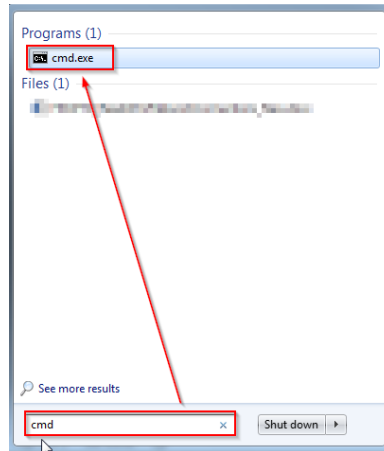 Programs (1)
cmd.exe
Files (1)
See more results
cmd
Shut down